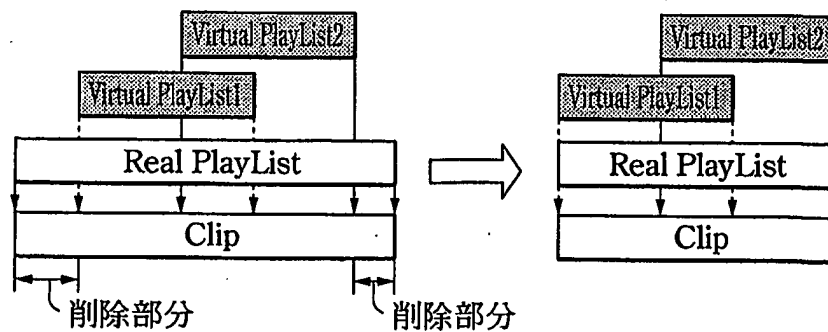 Virtual PlayList2
Virtual PlayList1
Real PlayList
Clip
削除部分
削除部分
Virtual PlayList2
Virtual PlayList1
Real PlayList
Clip